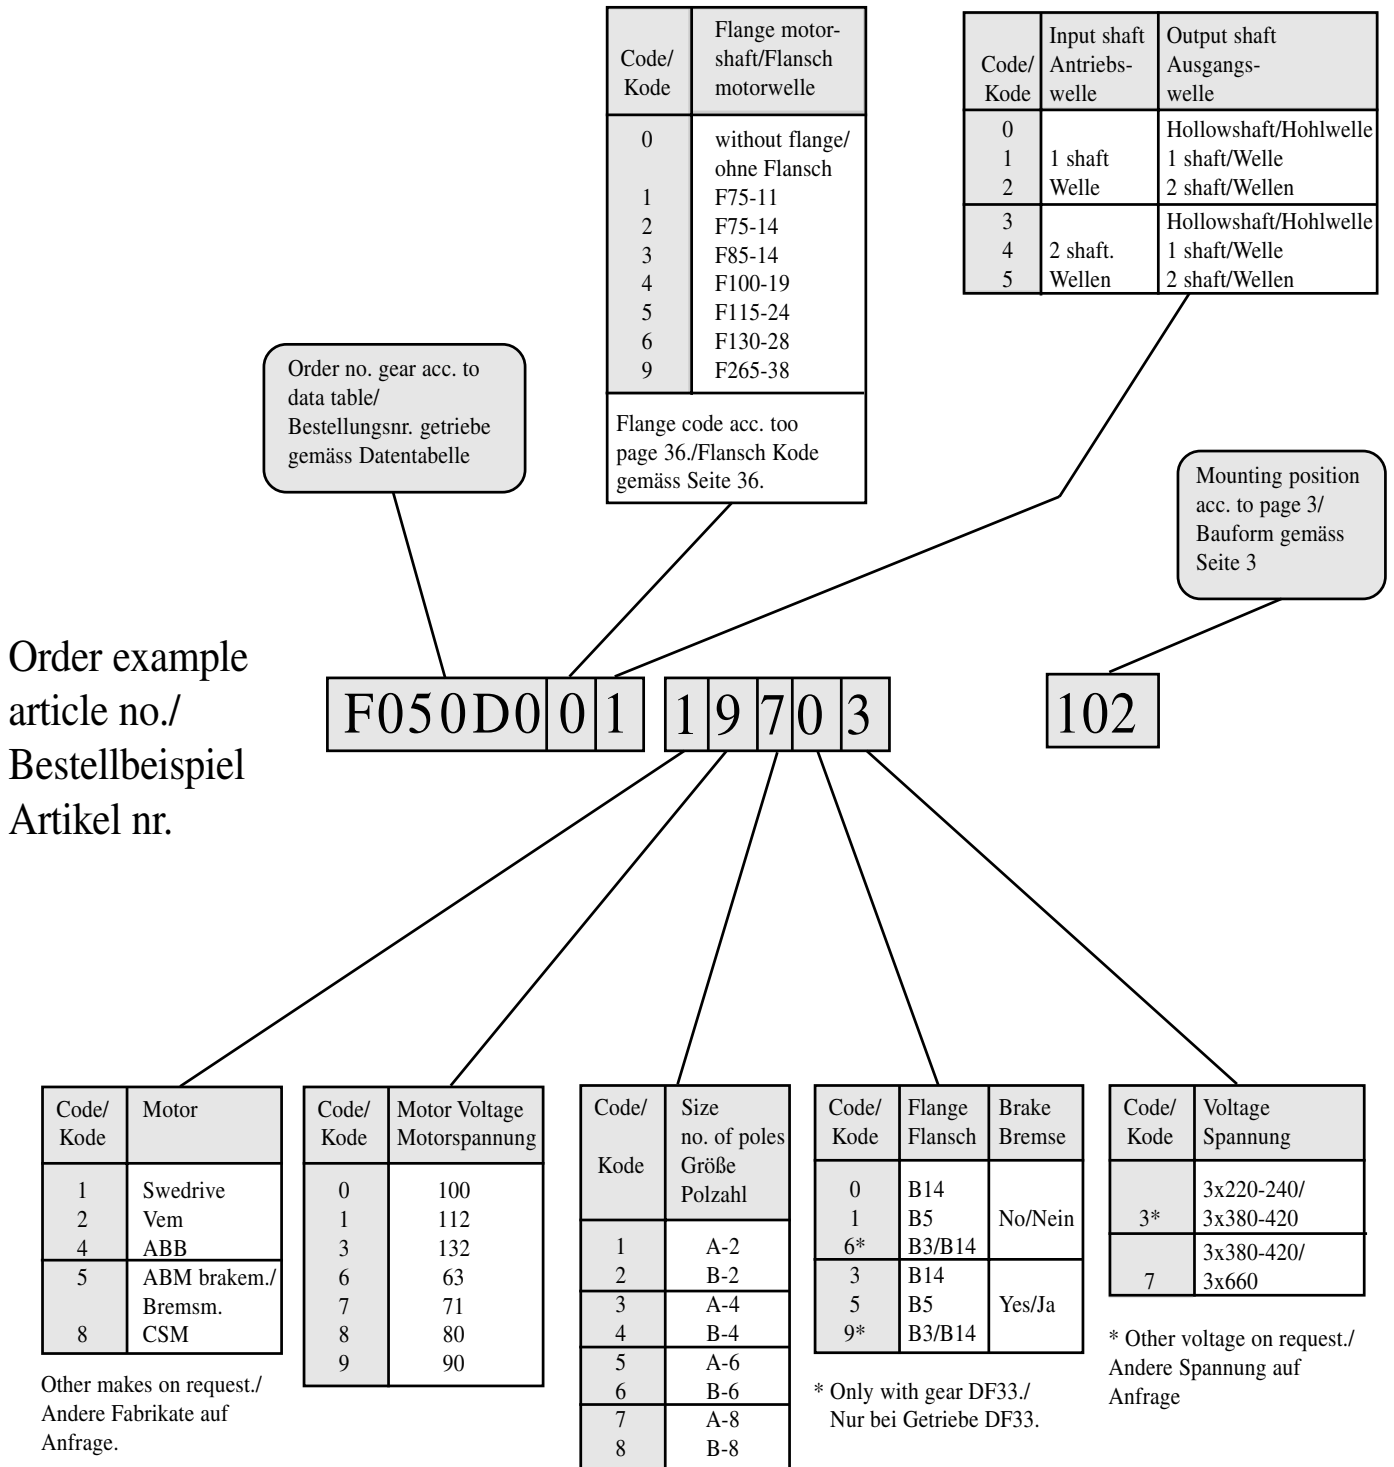 Code/
Kode
Flange motor-
shaft/Flansch
motorwelle
0 without flange/
ohne Flansch
1 F75-11
2 F75-14
3 F85-14
4 F100-19
5 F115-24
6 F130-28
9 F265-38
Flange code acc. too
page 36./Flansch Kode
gemäss Seite 36.
Code/
Kode
Input shaft
Antriebs-
welle
Output shaft
Ausgangs-
welle
0 Hollowshaft/Hohlwelle
1 1 shaft 1 shaft/Welle
2 Welle 2 shaft/Wellen
3 Hollowshaft/Hohlwelle
4 2 shaft. 1 shaft/Welle
5 Wellen 2 shaft/Wellen
Order no. gear acc. to
data table/
Bestellungsnr. getriebe
gemäss Datentabelle
Mounting position
acc. to page 3/
Bauform gemäss
Seite 3
Order example
article no./
Bestellbeispiel
Artikel nr.
F050D0 0 1 1 9 7 0 3 102
Code/
Kode
Motor
1 Swedrive
2 Vem
4 ABB
5 ABM brakem./
Bremsm.
8 CSM
Other makes on request./
Andere Fabrikate auf
Anfrage.
Code/
Kode
Motor Voltage
Motorspannung
0 100
1 112
3 132
6 63
7 71
8 80
9 90
Code/
Kode
Size
no. of poles
Größe
Polzahl
1 A-2
2 B-2
3 A-4
4 B-4
5 A-6
6 B-6
7 A-8
8 B-8
Code/
Kode
Flange
Flansch
Brake
Bremse
0 B14
1 B5 No/Nein
6* B3/B14
3 B14
5 B5 Yes/Ja
9* B3/B14
* Only with gear DF33./
Nur bei Getriebe DF33.
Code/
Kode
Voltage
Spannung
3x220-240/
3* 3x380-420
3x380-420/
7 3x660
* Other voltage on request./
Andere Spannung auf
Anfrage